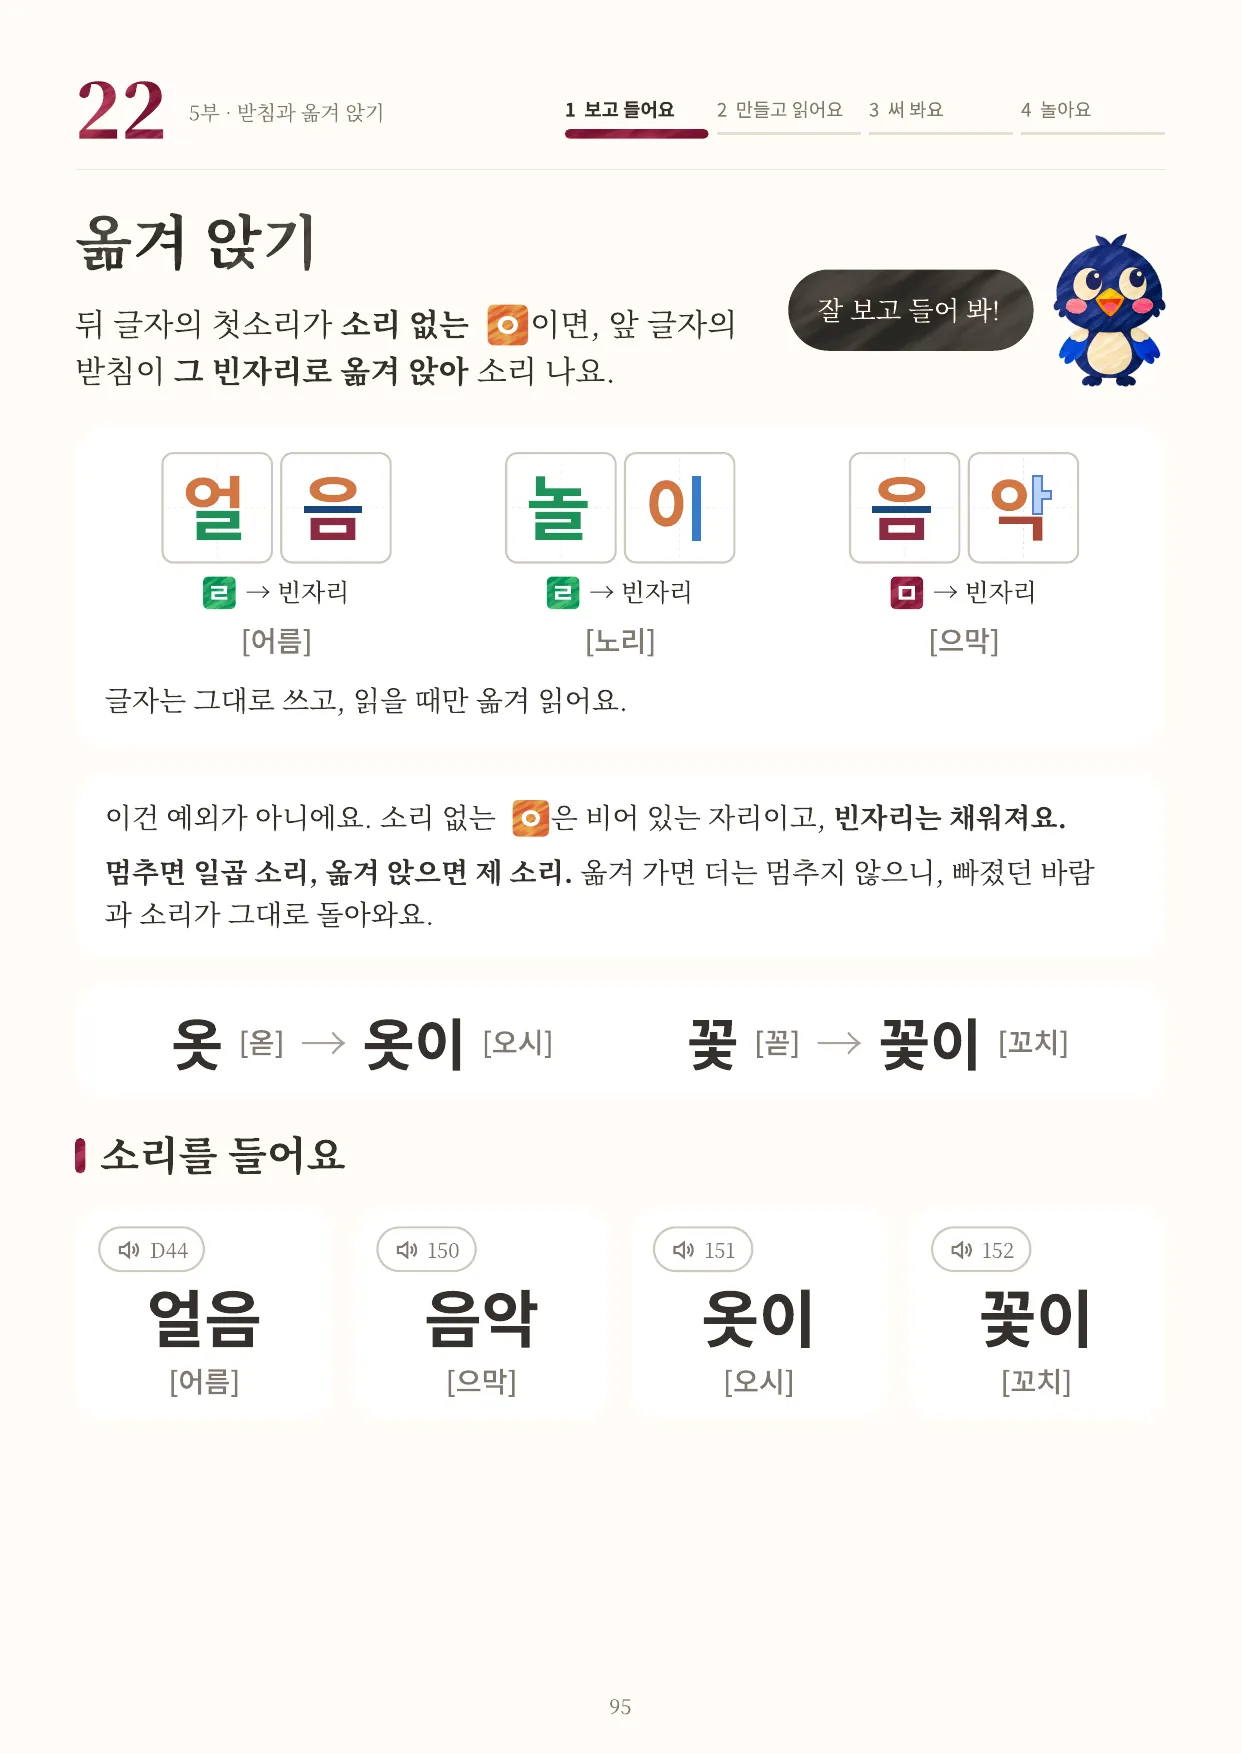 22
5부 · 받침과 옮겨 앉기
1 보고 들어요
2 만들고 읽어요
3 써 봐요
4 놀아요
옮겨 앉기
뒤 글자의 첫소리가 소리 없는 ㅇ이면, 앞 글자의
받침이 그 빈자리로 옮겨 앉아 소리 나요.
잘 보고 들어 봐!
얼음
ㄹ → 빈자리
[어름]
놀이
ㄹ → 빈자리
[노리]
음악
ㅁ → 빈자리
[으막]
글자는 그대로 쓰고, 읽을 때만 옮겨 읽어요.
이건 예외가 아니에요. 소리 없는 ㅇ은 비어 있는 자리이고, 빈자리는 채워져요.
멈추면 일곱 소리, 옮겨 앉으면 제 소리. 옮겨 가면 더는 멈추지 않으니, 빠졌던 바람
과 소리가 그대로 돌아와요.
옷 [옫] → 옷이 [오시]
꽃 [꼳] → 꽃이 [꼬치]
소리를 들어요
D44
얼음
[어름]
150
음악
[으막]
151
옷이
[오시]
152
꽃이
[꼬치]
95